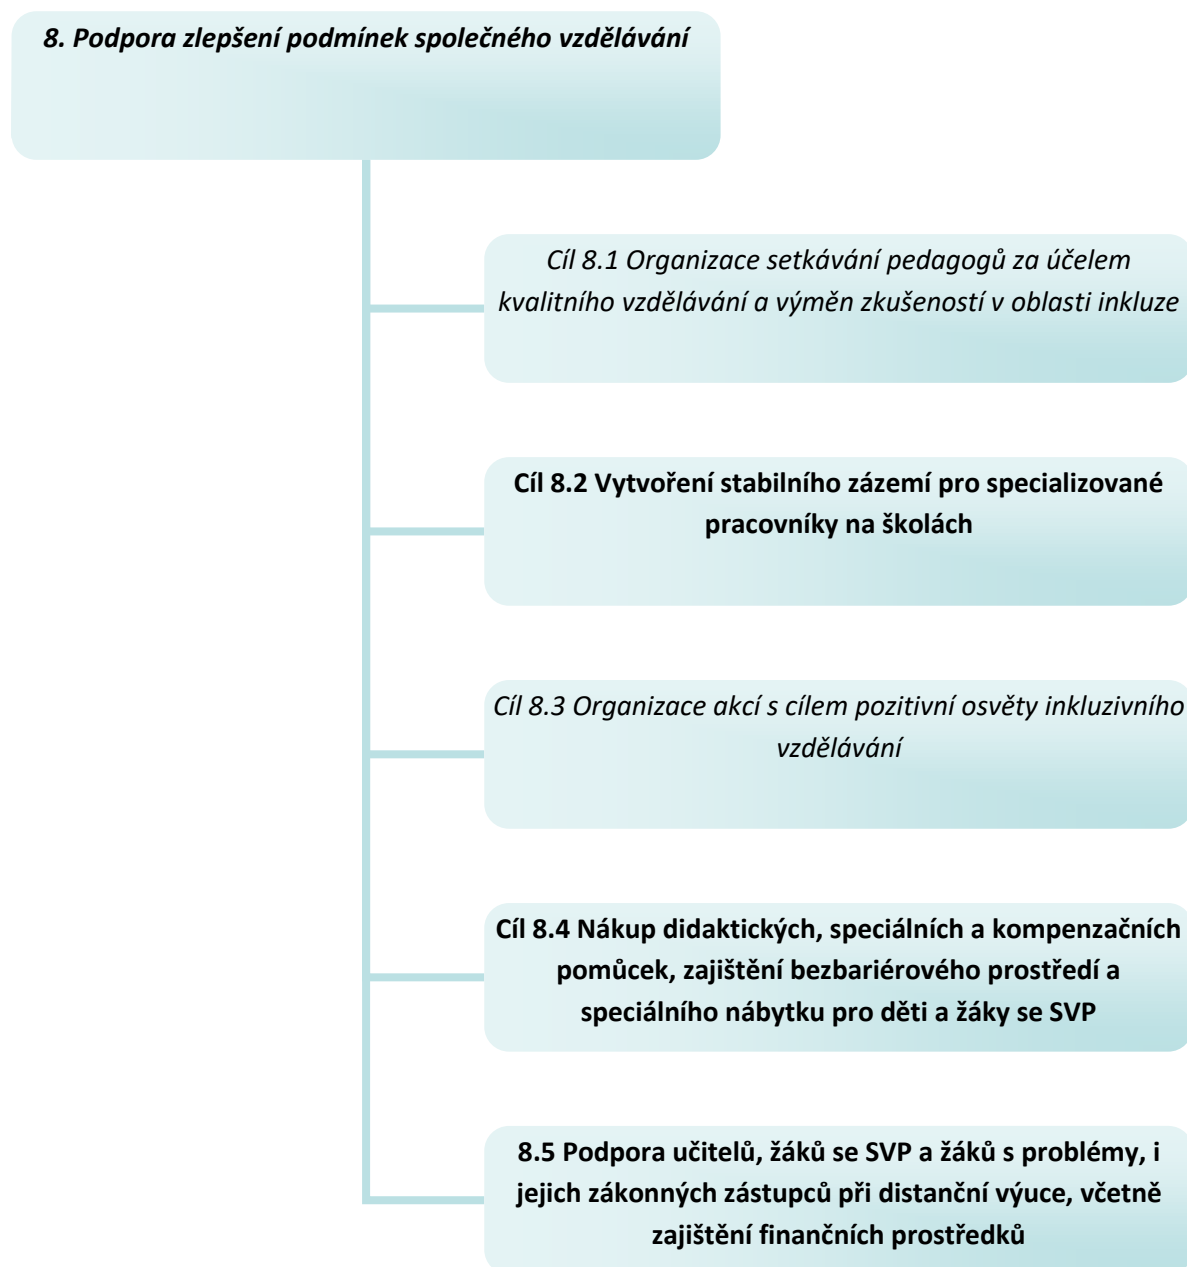 8. Podpora zlepšení podmínek společného vzdělávání
Cíl 8.1 Organizace setkávání pedagogů za účelem
kvalitního vzdělávání a výměn zkušeností v oblasti inkluze
Cíl 8.2 Vytvoření stabilního zázemí pro specializované
pracovníky na školách
Cíl 8.3 Organizace akcí s cílem pozitivní osvěty inkluzivního
vzdělávání
Cíl 8.4 Nákup didaktických, speciálních a kompenzačních
pomůcek, zajištění bezbariérového prostředí a
speciálního nábytku pro děti a žáky se SVP
8.5 Podpora učitelů, žáků se SVP a žáků s problémy, i
jejich zákonných zástupců při distanční výuce, včetně
zajištění finančních prostředků